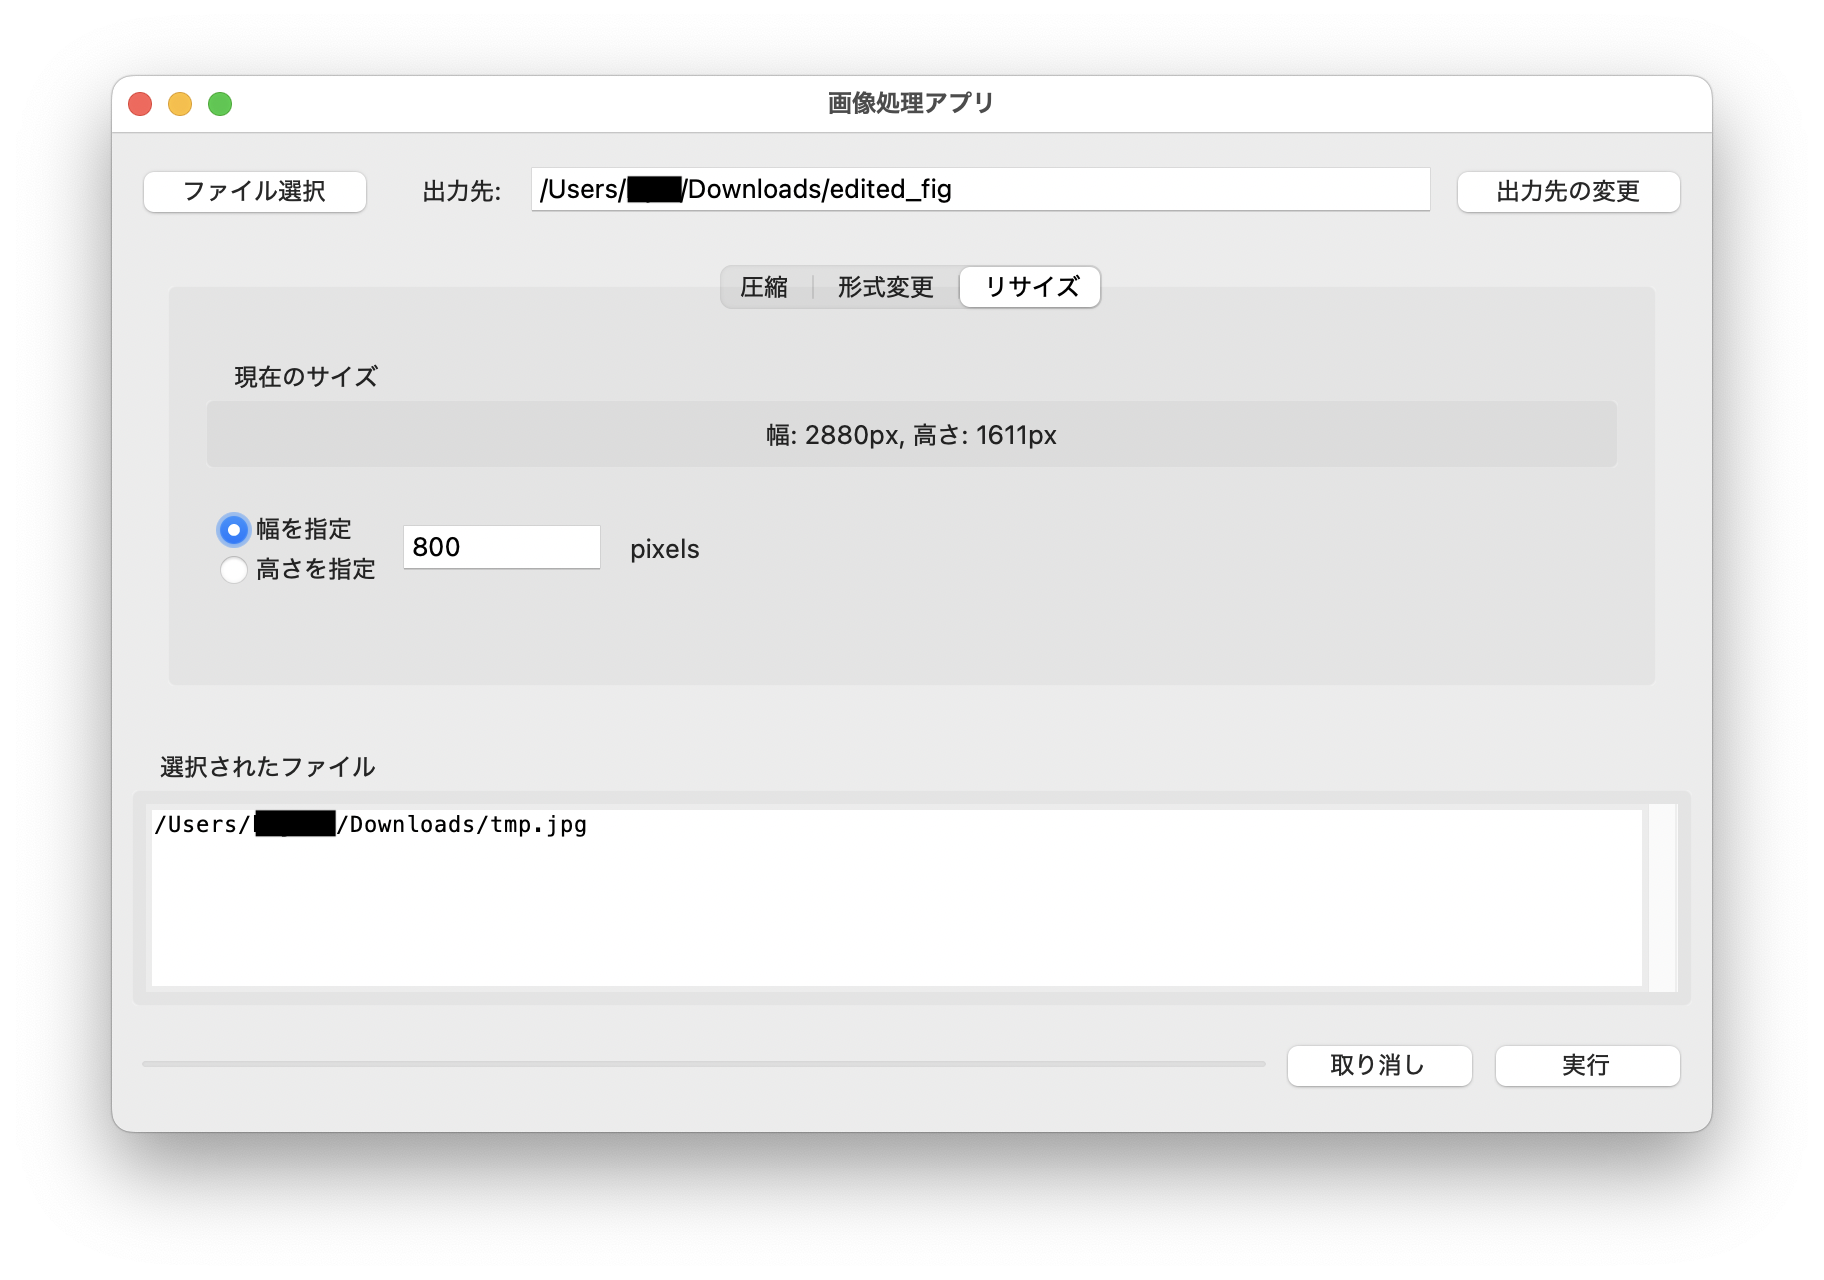 画像処理アプリ
ファイル選択 出力先: /Users/ /Downloads/edited_fig 出力先の変更
圧縮 形式変更 リサイズ
現在のサイズ
幅: 2880px, 高さ: 1611px
幅を指定
高さを指定
800 pixels
選択されたファイル
/Users/ /Downloads/tmp.jpg
取り消し 実行